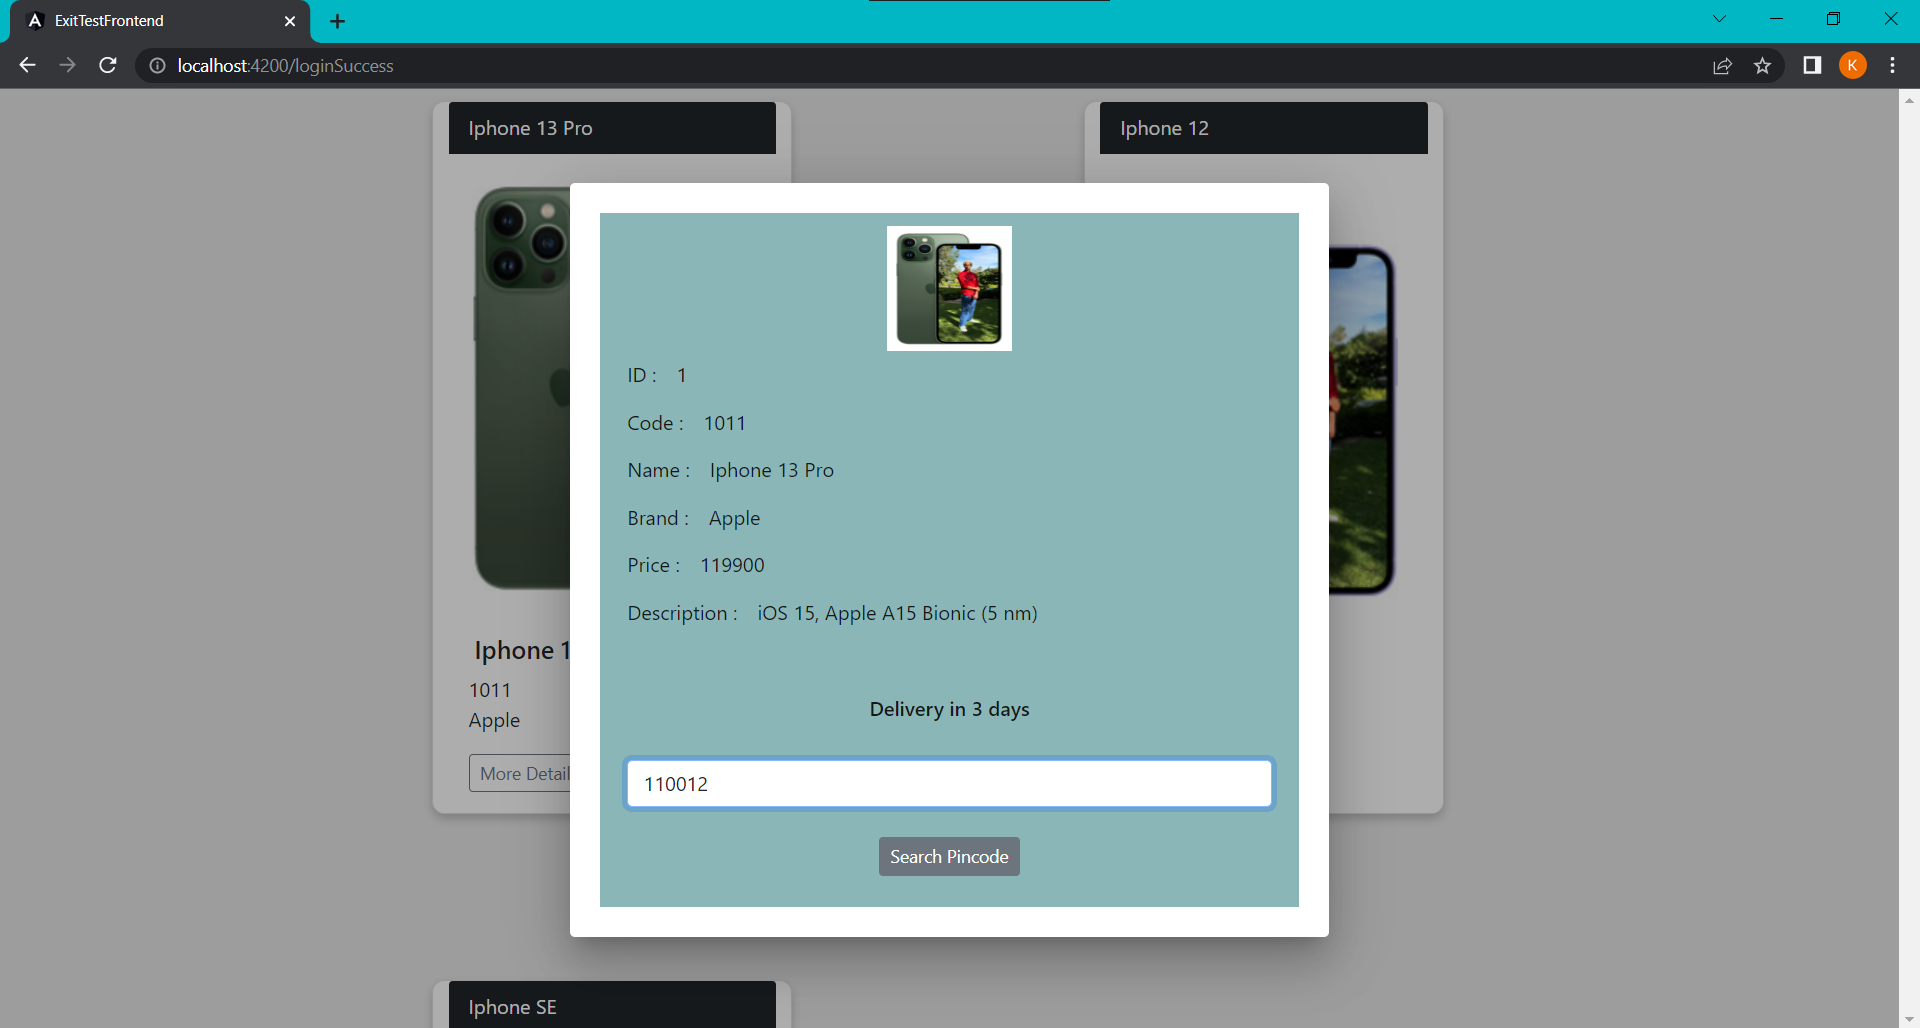 ExitTestFrontend
localhost:4200/loginSuccess
K
Iphone 13 Pro
Iphone 12
ID : 1
Code : 1011
Name : Iphone 13 Pro
Brand : Apple
Price : 119900
Description : iOS 15, Apple A15 Bionic (5 nm)
Delivery in 3 days
110012
Search Pincode
Iphone 1
1011
Apple
More Detail
Iphone SE